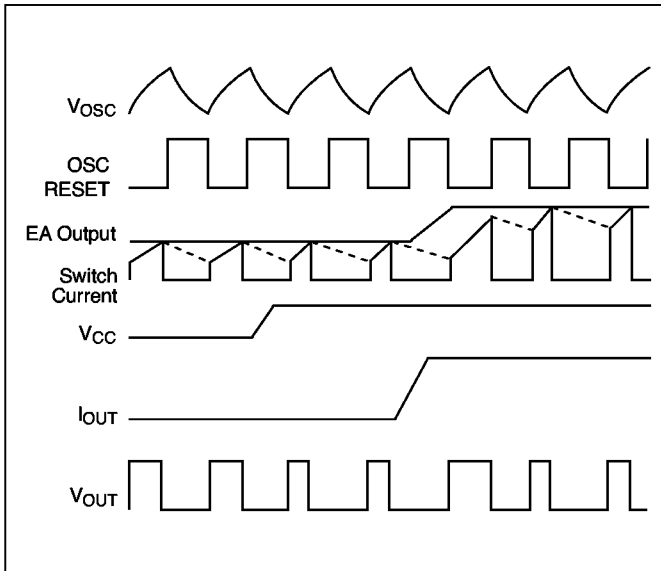 VOSC
OSC
RESET
EA Output
Switch
Current
VCC
IOUT
VOUT